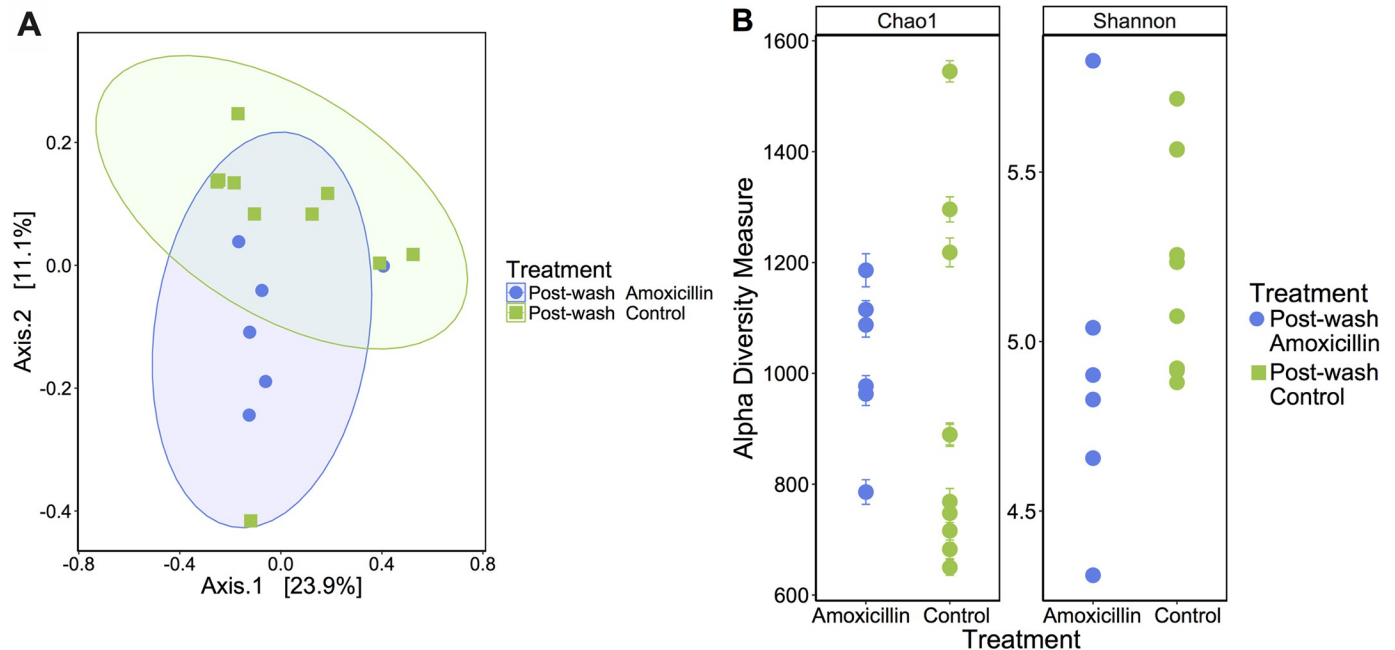 A
0.2
0.0
-0.2
-0.4
Axis.2 [11.1%]
-0.8 -0.4 0.0 0.4 0.8
Axis.1 [23.9%]
Treatment
Post-wash Amoxicillin
Post-wash Control
B
Chao1 Shannon
1600
1400
1200
1000
800
600
Alpha Diversity Measure
5.5
5.0
4.5
Amoxicillin Control Amoxicillin Control
Treatment
Treatment
Post-wash
Amoxicillin
Post-wash
Control